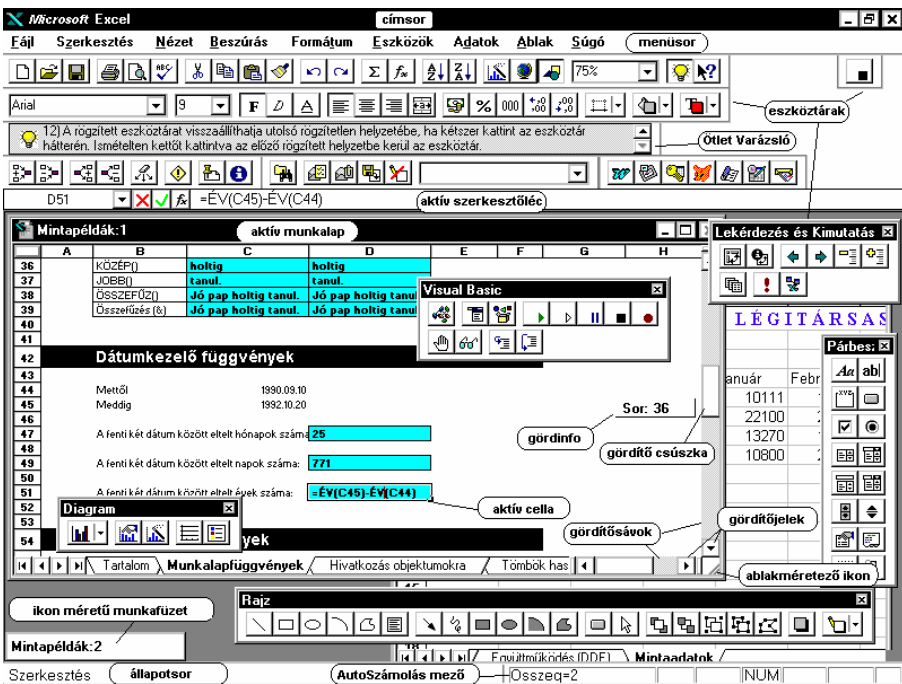 Microsoft Excel
címsor
Fájl Szerkesztés Nézet Beszúrás Formátum Eszközök Adatok Ablak Súgó
menüsor
75%
Arial
9
F D A
% 000
eszköztárak
12) A rögzített eszköztárat visszaállíthatja utolsó rögzítetlen helyzetébe, ha kétszer kattint az eszköztár
hátterén. Ismételten kettőt kattintva az előző rögzített helyzetbe kerül az eszköztár.
Ötlet Varázsló
D51
=ÉV(C45)-ÉV(C44)
aktív szerkesztőléc
Mintapéldák:1
aktív munkalap
Lekérdezés és Kimutatás
A B C D E F G H
36 KÖZÉP() holtig holtig
37 JOBB() tanul. tanul.
38 ÖSSZEFŰZ() Jó pap holtig tanul. Jó pap holtig tanul.
39 Összefűzés (&) Jó pap holtig tanul. Jó pap holtig tanul
40
41
Visual Basic
LÉGITÁRSAS
42 Dátumkezelő függvények
Párbesz
43
44 Mettől 1990.09.10
45 Meddig 1992.10.20
46
47 A fenti két dátum között eltelt hónapok száma 25
48
49 A fenti két dátum között eltelt napok száma: 771
50
51 A fenti két dátum között eltelt évek száma: =ÉV(C45)-ÉV(C44)
52
53
54
yek
anuár Febr
10111
22100
13270
10800
Aa ab
Sor: 36
gördinfo
gördítő csúszka
aktív cella
gördítősávok
gördítőjelek
Diagram
Tartalom Munkalapfüggvények Hivatkozás objektumokra Tömbök has
ablakméretező ikon
ikon méretű munkafüzet
Rajz
Mintapéldák:2
Együttműködés (DDE) Mintaadatok
Szerkesztés
állapotsor
AutoSzámolás mező
Összeg=2
NUM